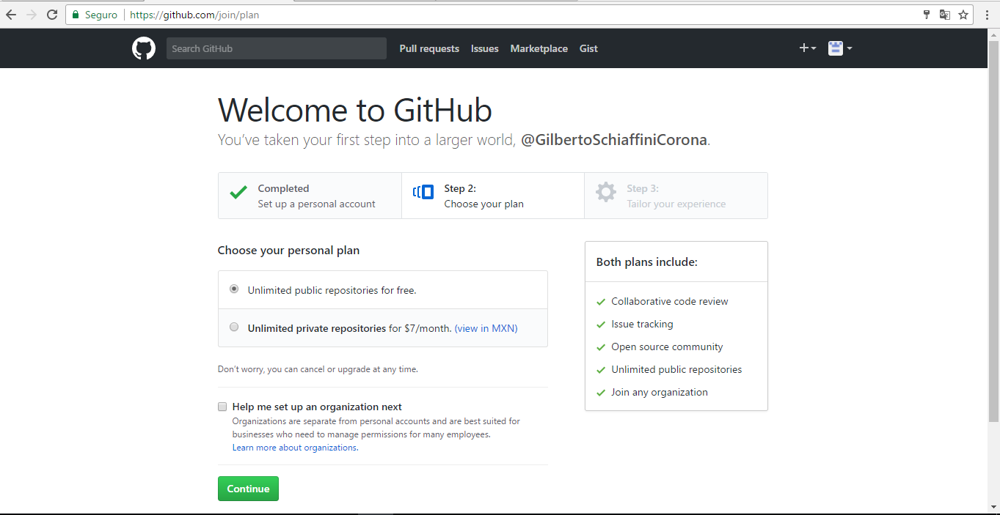 Seguro
https://github.com/join/plan
Search GitHub
Pull requests Issues Marketplace Gist
Welcome to GitHub
You've taken your first step into a larger world, @GilbertoSchiaffiniCorona.
Completed
Set up a personal account
Step 2:
Choose your plan
Step 3:
Tailor your experience
Choose your personal plan
Unlimited public repositories for free.
Unlimited private repositories for $7/month. (view in MXN)
Don't worry, you can cancel or upgrade at any time.
Help me set up an organization next
Organizations are separate from personal accounts and are best suited for
businesses who need to manage permissions for many employees.
Learn more about organizations.
Continue
Both plans include:
Collaborative code review
Issue tracking
Open source community
Unlimited public repositories
Join any organization